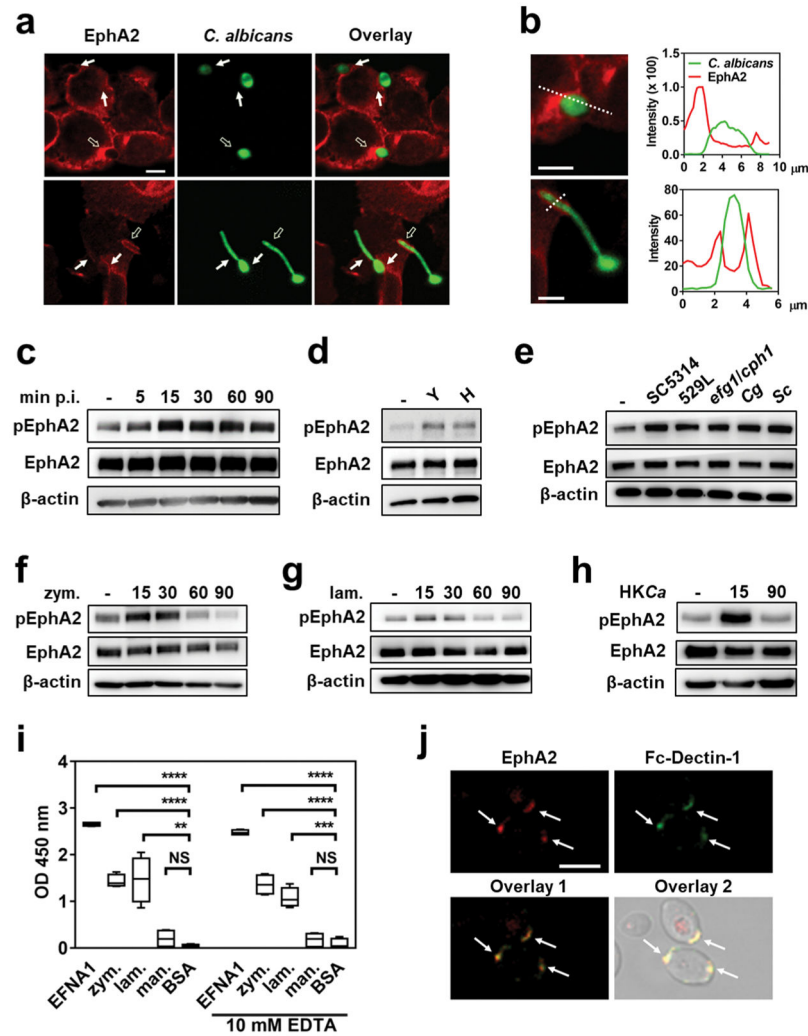 a
EphA2 C. albicans Overlay
b
Intensity (x 100)
1.5
1.0
0.5
0.0
C. albicans
EphA2
0 2 4 6 8 10 μm
Intensity
80
60
40
20
0
0 2 4 6 μm
c
min p.i. - 5 15 30 60 90
pEphA2
EphA2
β-actin
d
- Y H
pEphA2
EphA2
β-actin
e
- SC5314 529L efg1/cph1 Cg Sc
pEphA2
EphA2
β-actin
f
zym. - 15 30 60 90
pEphA2
EphA2
β-actin
g
lam. - 15 30 60 90
pEphA2
EphA2
β-actin
h
HKCa - 15 90
pEphA2
EphA2
β-actin
i
OD 450 nm
4
3
2
1
0
**** ****
**** ****
** ***
NS NS
EFNA1 zym. lam. man. BSA EFNA1 zym. lam. man. BSA
10 mM EDTA
j
EphA2 Fc-Dectin-1
Overlay 1 Overlay 2